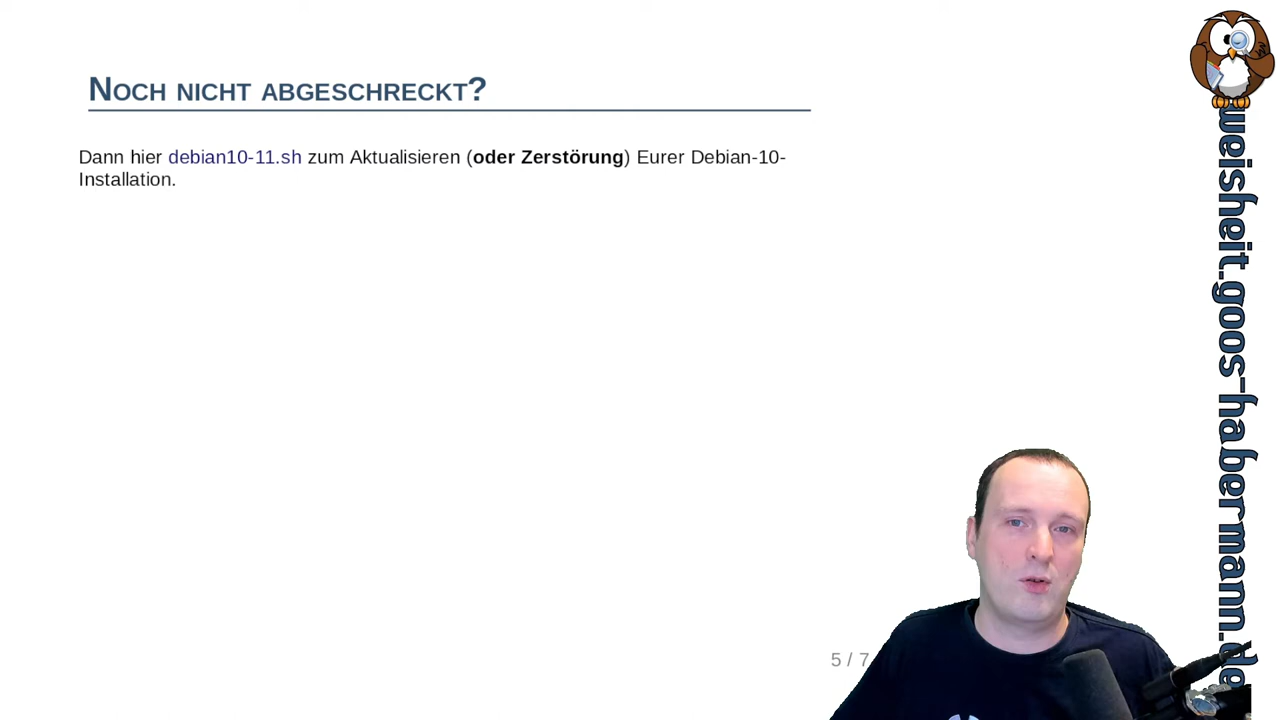 Noch nicht abgeschreckt?
Dann hier debian10-11.sh zum Aktualisieren (oder Zerstörung) Eurer Debian-10-
Installation.
5 / 7
weisheit.goos-habermann.de